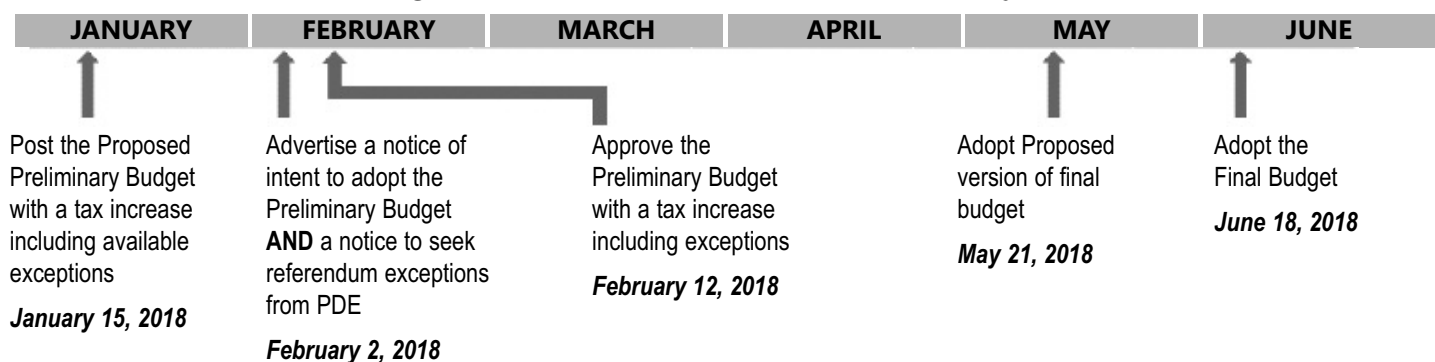 JANUARY FEBRUARY MARCH APRIL MAY JUNE
Post the Proposed
Preliminary Budget
with a tax increase
including available
exceptions
January 15, 2018
Advertise a notice of
intent to adopt the
Preliminary Budget
AND a notice to seek
referendum exceptions
from PDE
February 2, 2018
Approve the
Preliminary Budget
with a tax increase
including exceptions
February 12, 2018
Adopt Proposed
version of final
budget
May 21, 2018
Adopt the
Final Budget
June 18, 2018